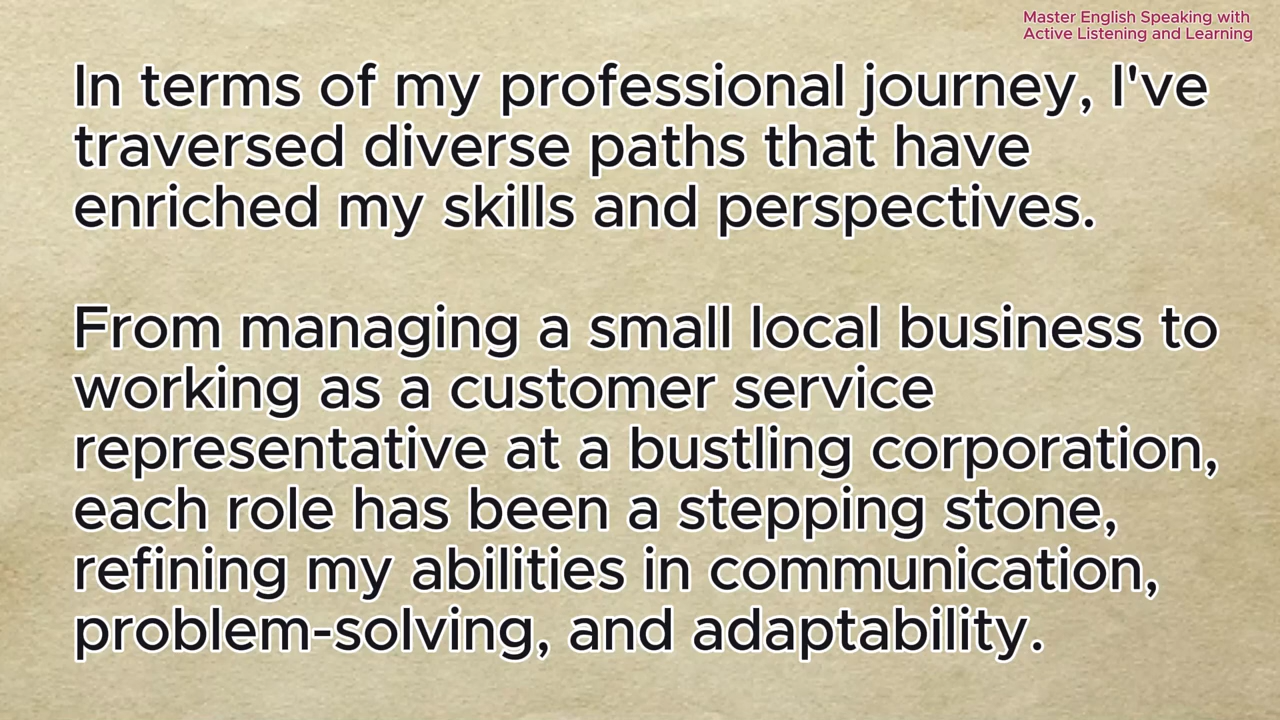 Master English Speaking with
Active Listening and Learning
In terms of my professional journey, I've
traversed diverse paths that have
enriched my skills and perspectives.
From managing a small local business to
working as a customer service
representative at a bustling corporation,
each role has been a stepping stone,
refining my abilities in communication,
problem-solving, and adaptability.